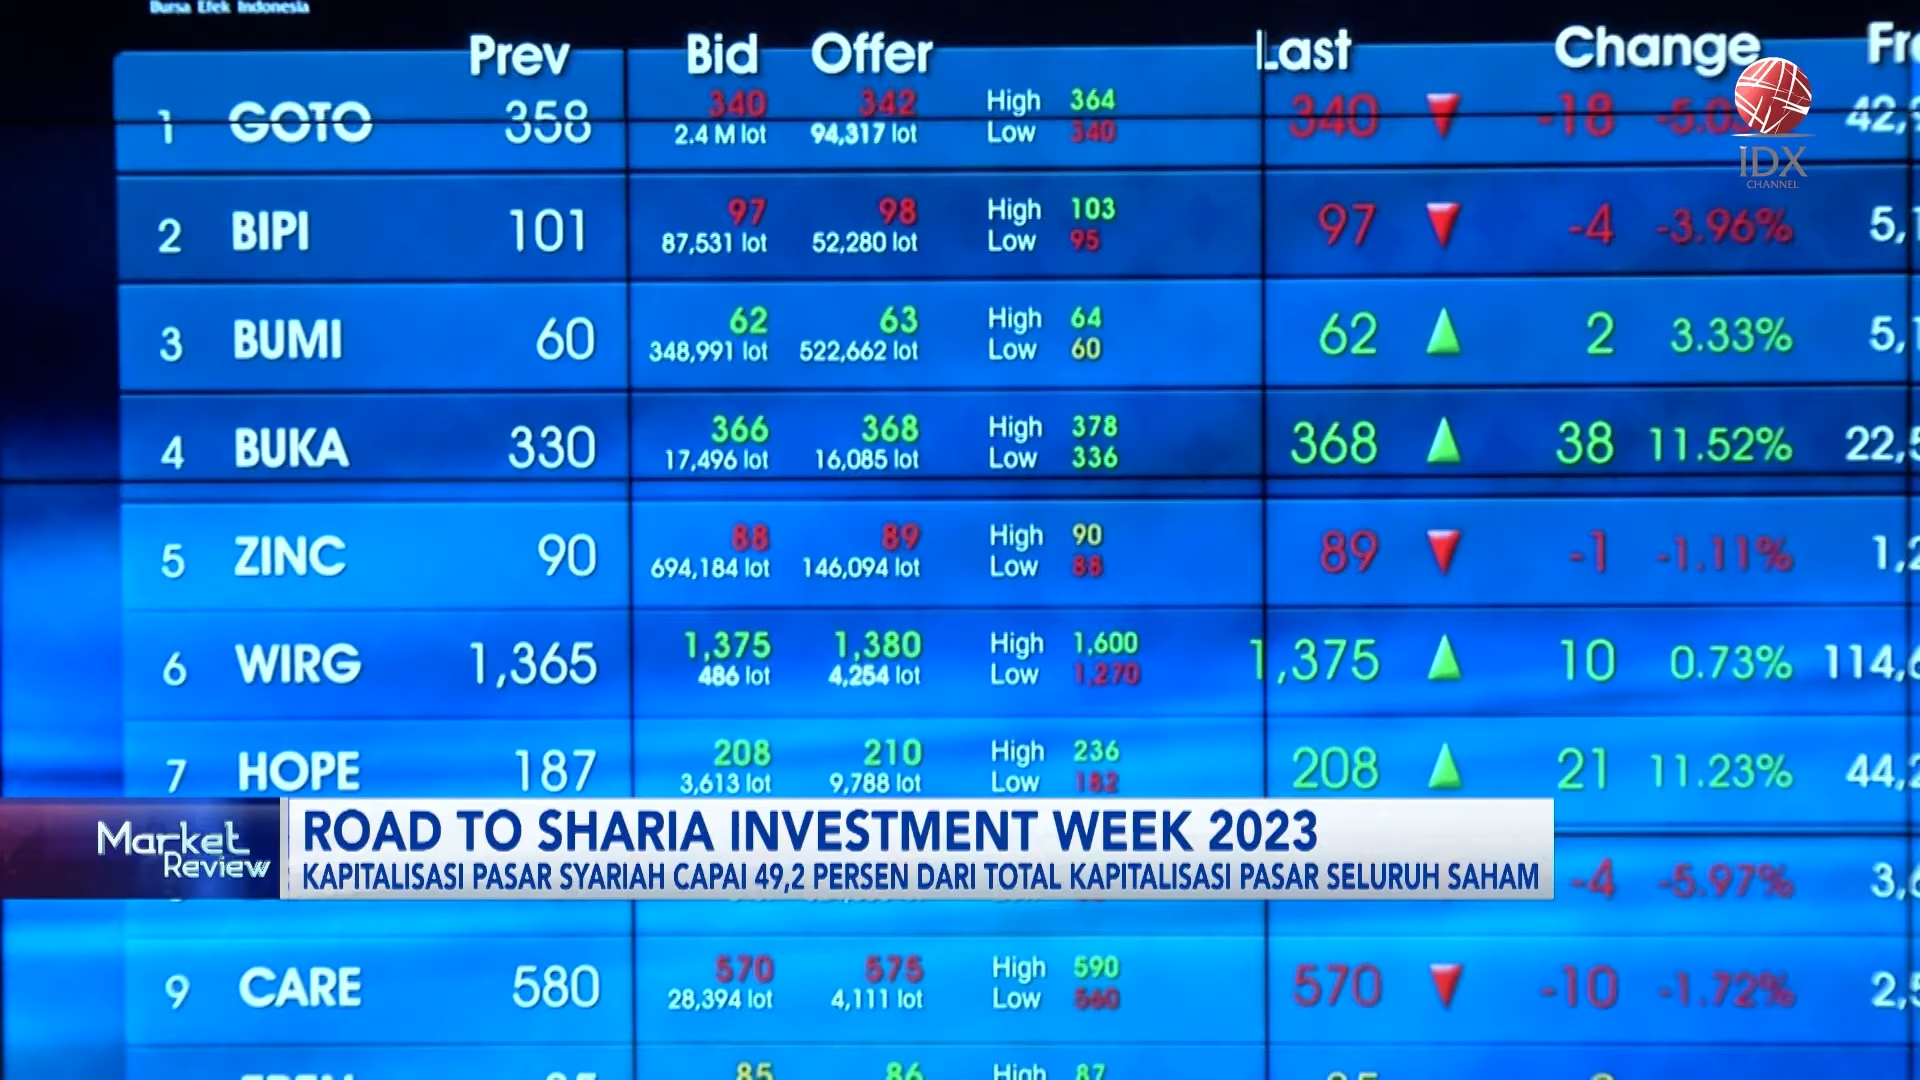 Bursa Efek Indonesia
Prev Bid Offer Last Change
1 GOTO 358 340 342 High 364 340 -18
2.4 M lot 94,317 lot Low 340
2 BIPI 101 97 98 High 103 97 -4 -3.96%
87,531 lot 52,280 lot Low 95
3 BUMI 60 62 63 High 64 62 2 3.33%
348,991 lot 522,662 lot Low 60
4 BUKA 330 366 368 High 378 368 38 11.52%
17,496 lot 16,085 lot Low 336
5 ZINC 90 88 89 High 90 89 -1 -1.11%
694,184 lot 146,094 lot Low 88
6 WIRG 1,365 1,375 1,380 High 1,600 1,375 10 0.73%
486 lot 4,254 lot Low 1,270
7 HOPE 187 208 210 High 236 208 21 11.23%
3,613 lot 9,788 lot Low 182
-4 -5.97%
9 CARE 580 570 575 High 590 570 -10 -1.72%
28,394 lot 4,111 lot Low 560
85 86 High 87
IDX
CHANNEL
Market
Review
ROAD TO SHARIA INVESTMENT WEEK 2023
KAPITALISASI PASAR SYARIAH CAPAI 49,2 PERSEN DARI TOTAL KAPITALISASI PASAR SELURUH SAHAM